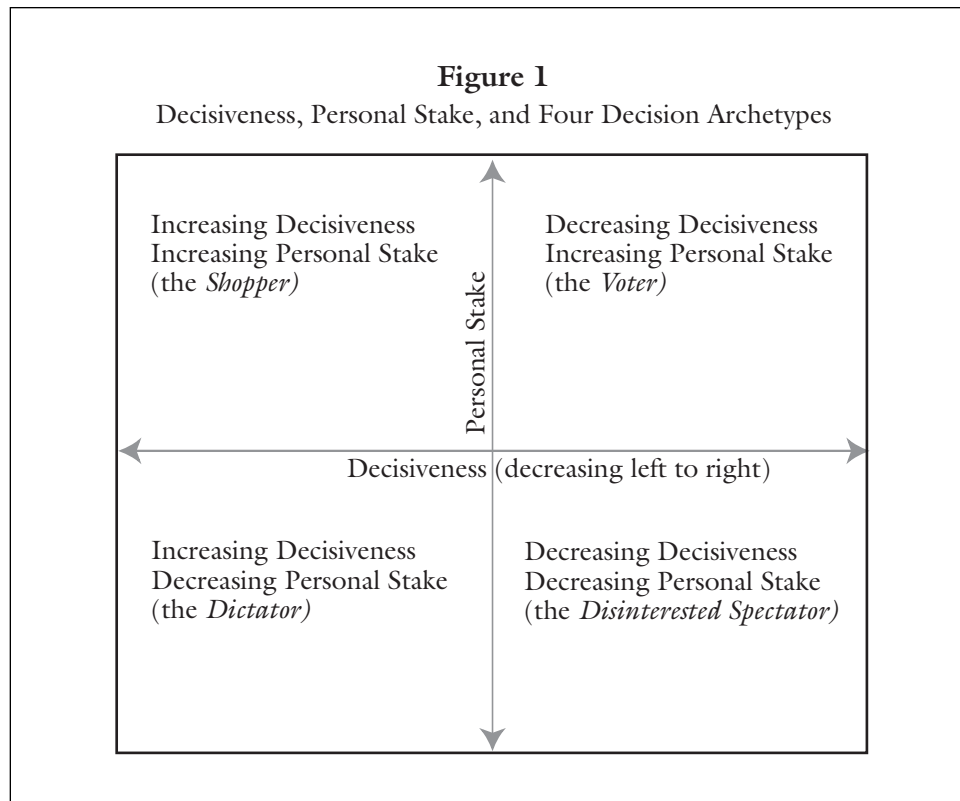 Figure 1
Decisiveness, Personal Stake, and Four Decision Archetypes
Increasing Decisiveness
Increasing Personal Stake
(the Shopper)
Decreasing Decisiveness
Increasing Personal Stake
(the Voter)
Personal Stake
Decisiveness (decreasing left to right)
Increasing Decisiveness
Decreasing Personal Stake
(the Dictator)
Decreasing Decisiveness
Decreasing Personal Stake
(the Disinterested Spectator)